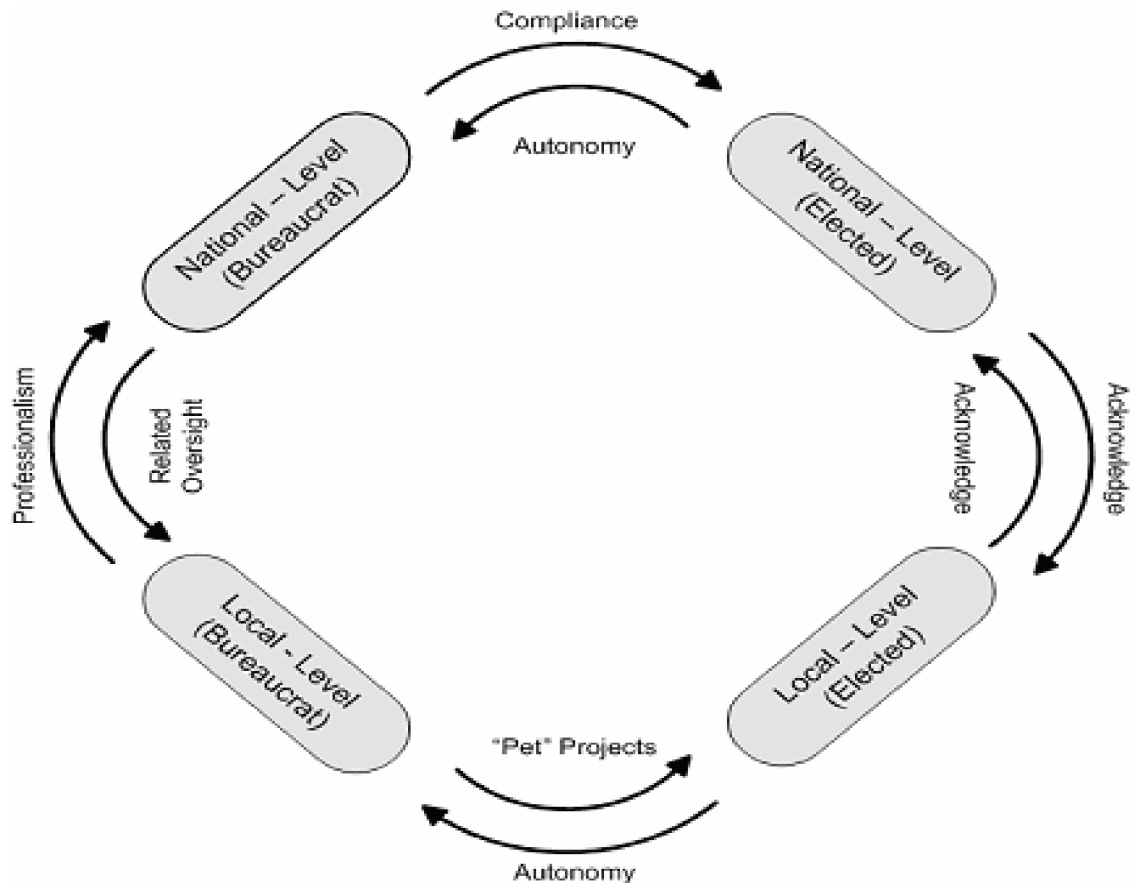 Compliance
Autonomy
National – Level
(Bureaucrat)
National – Level
(Elected)
Professionalism
Related
Oversight
Acknowledge
Acknowledge
Local - Level
(Bureaucrat)
Local – Level
(Elected)
“Pet” Projects
Autonomy